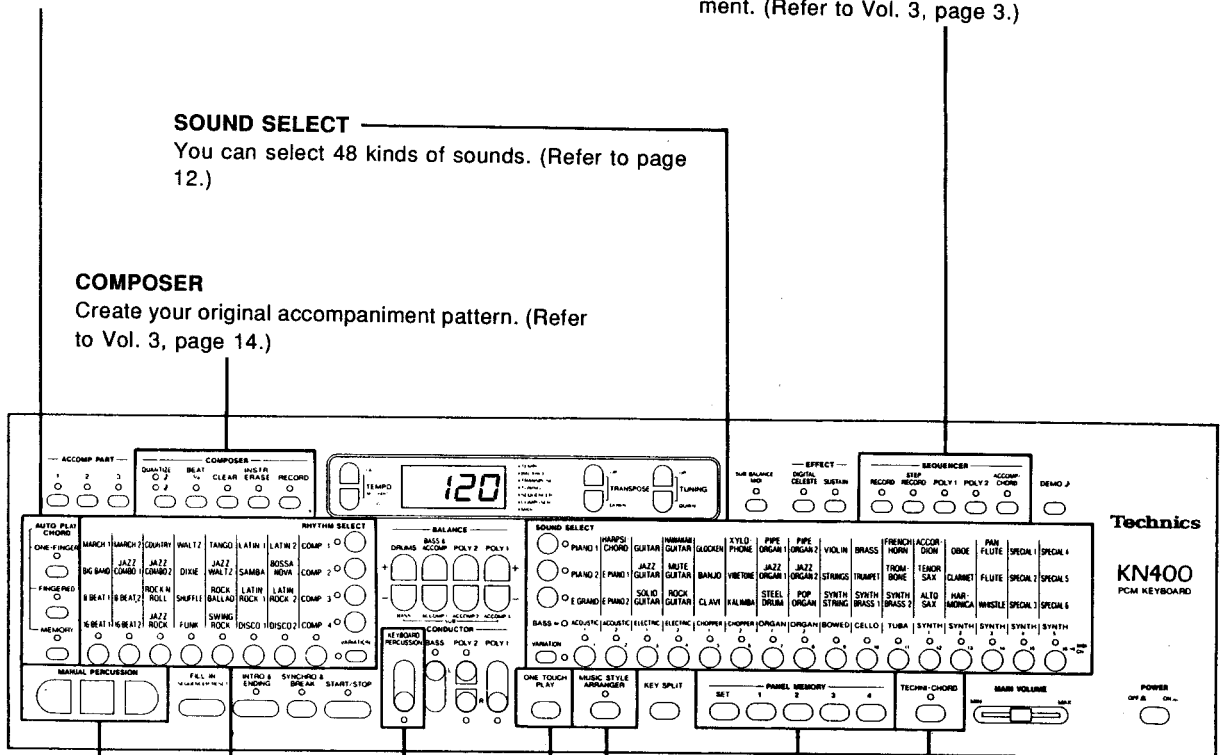 ment. (Refer to Vol. 3, page 3.)
SOUND SELECT
You can select 48 kinds of sounds. (Refer to page
12.)
COMPOSER
Create your original accompaniment pattern. (Refer
to Vol. 3, page 14.)
ACCOMP PART
1 2 3
COMPOSER
QUANTIZE BEAT CLEAR INSTR ERASE RECORD
TEMPO
120
TRANSPOSE
TUNING
SUB BALANCE
MIDI
EFFECT
DIGITAL CELESTE SUSTAIN
SEQUENCER
RECORD STEP RECORD POLY 1 POLY 2 ACCOMP· CHORD
DEMO ♪
Technics
KN400
PCM KEYBOARD
AUTO PLAY CHORD
ONE-FINGER
FINGERED
MEMORY
RHYTHM SELECT
MARCH 1 MARCH 2 COUNTRY WALTZ TANGO LATIN 1 LATIN 2 COMP 1
BIG BAND JAZZ COMBO 1 JAZZ COMBO 2 DIXIE JAZZ WALTZ SAMBA BOSSA NOVA COMP 2
8 BEAT 1 8 BEAT 2 ROCK N ROLL SHUFFLE ROCK BALLAD LATIN ROCK 1 LATIN ROCK 2 COMP 3
16 BEAT 1 16 BEAT 2 JAZZ ROCK FUNK SWING ROCK DISCO 1 DISCO 2 COMP 4
VARIATION
BALANCE
DRUMS BASS & ACCOMP POLY 2 POLY 1
BASS ACCOMP 1 ACCOMP 2 ACCOMP 3
SUB
CONDUCTOR
KEYBOARD PERCUSSION
BASS POLY 2 POLY 1
L
R
SOUND SELECT
PIANO 1 HARPSI CHORD GUITAR HAWAIIAN GUITAR GLOCKEN XYLO PHONE PIPE ORGAN 1 PIPE ORGAN 2 VIOLIN BRASS FRENCH HORN ACCOR- DION OBOE PAN FLUTE SPECIAL 1 SPECIAL 4
PIANO 2 E PIANO 1 JAZZ GUITAR MUTE GUITAR BANJO VIBETONE JAZZ ORGAN 1 JAZZ ORGAN 2 STRINGS TRUMPET TROM- BONE TENOR SAX CLARINET FLUTE SPECIAL 2 SPECIAL 5
E GRAND E PIANO 2 SOLID GUITAR ROCK GUITAR CLAVI KALIMBA STEEL DRUM POP ORGAN SYNTH STRING SYNTH BRASS 1 SYNTH BRASS 2 ALTO SAX HAR- MONICA WHISTLE SPECIAL 3 SPECIAL 6
BASS ACOUSTIC ACOUSTIC ELECTRIC ELECTRIC CHOPPER CHOPPER ORGAN ORGAN BOWED CELLO TUBA SYNTH SYNTH SYNTH SYNTH SYNTH
VARIATION
MANUAL PERCUSSION
FILL IN
INTRO & ENDING
SYNCHRO & BREAK
START/STOP
ONE TOUCH PLAY
MUSIC STYLE ARRANGER
KEY SPLIT
PANEL MEMORY
SET 1 2 3 4
TECHNI-CHORD
MAIN VOLUME
MIN MAX
POWER
OFF ON